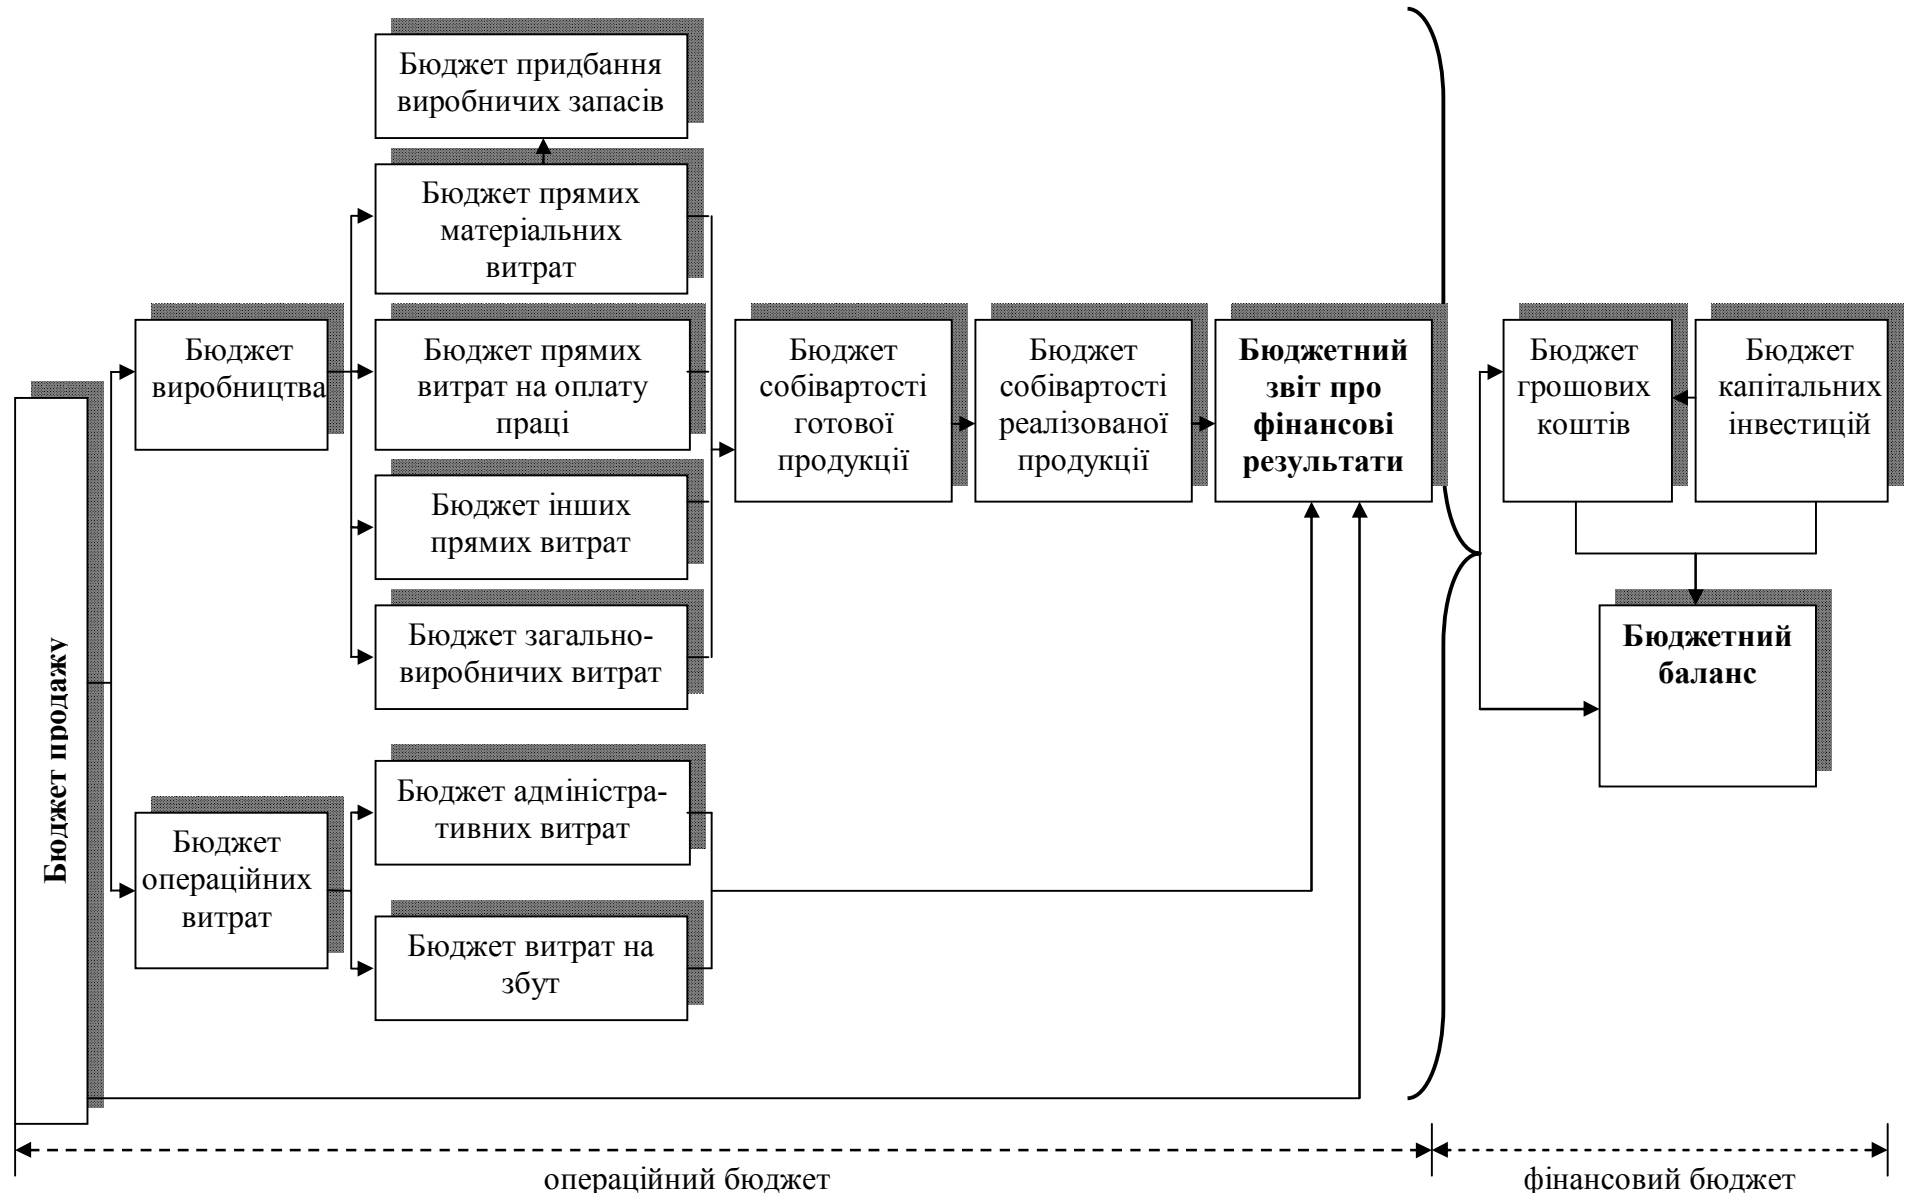 Бюджет придбання
виробничих запасів
Бюджет прямих
матеріальних
витрат
Бюджет
виробництва
Бюджет прямих
витрат на оплату
праці
Бюджет
собівартості
готової
продукції
Бюджет
собівартості
реалізованої
продукції
Бюджетний
звіт про
фінансові
результати
Бюджет
грошових
коштів
Бюджет
капітальних
інвестицій
Бюджет інших
прямих витрат
Бюджет загально-
виробничих витрат
Бюджетний
баланс
Бюджет продажу
Бюджет адміністра-
тивних витрат
Бюджет
операційних
витрат
Бюджет витрат на
збут
операційний бюджет
фінансовий бюджет